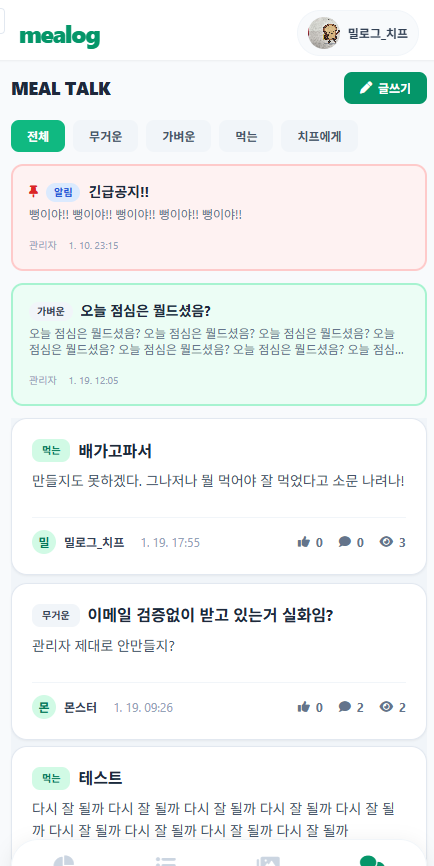 mealog
밀로그_치프
MEAL TALK
글쓰기
전체 무거운 가벼운 먹는 치프에게
알림 긴급공지!!
뻥이야!! 뻥이야!! 뻥이야!! 뻥이야!! 뻥이야!!
관리자 1. 10. 23:15
가벼운 오늘 점심은 뭘드셨음?
오늘 점심은 뭘드셨음? 오늘 점심은 뭘드셨음? 오늘 점심은 뭘드셨음? 오늘
점심은 뭘드셨음? 오늘 점심은 뭘드셨음? 오늘 점심은 뭘드셨음? 오늘 점심...
관리자 1. 19. 12:05
먹는 배가고파서
만들지도 못하겠다. 그나저나 뭘 먹어야 잘 먹었다고 소문 나려나!
밀 밀로그_치프 1. 19. 17:55 0 0 3
무거운 이메일 검증없이 받고 있는거 실화임?
관리자 제대로 안만들지?
몬 몬스터 1. 19. 09:26 0 2 2
먹는 테스트
다시 잘 될까 다시 잘 될까 다시 잘 될까 다시 잘 될까 다시 잘 될
까 다시 잘 될까 다시 잘 될까 다시 잘 될까 다시 잘 될까